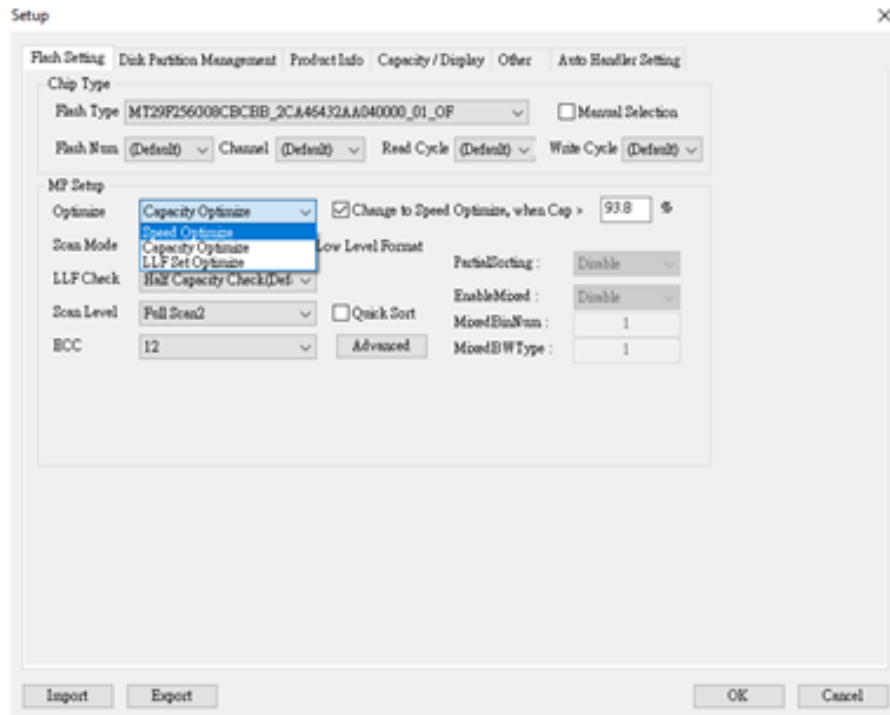 Setup
Flash Setting Disk Partition Management Product Info Capacity / Display Other Auto Handler Setting
Chip Type
Flash Type MT29F256G08CBCBB_2CA46432AA040000_01_0F Manual Selection
Flash Num (Default) Channel (Default) Read Cycle (Default) Write Cycle (Default)
MP Setup
Optimize Capacity Optimize Change to Speed Optimize, when Cap > 93.8 %
Speed Optimize
Scan Mode Capacity Optimize Low Level Format
LLF Set Optimize PartialSorting : Disable
LLF Check Half Capacity Check(Def
EnableMixed : Disable
Scan Level Full Scan2 Quick Sort MixedBinNum : 1
ECC 12 Advanced MixedBWType : 1
Import Export OK Cancel